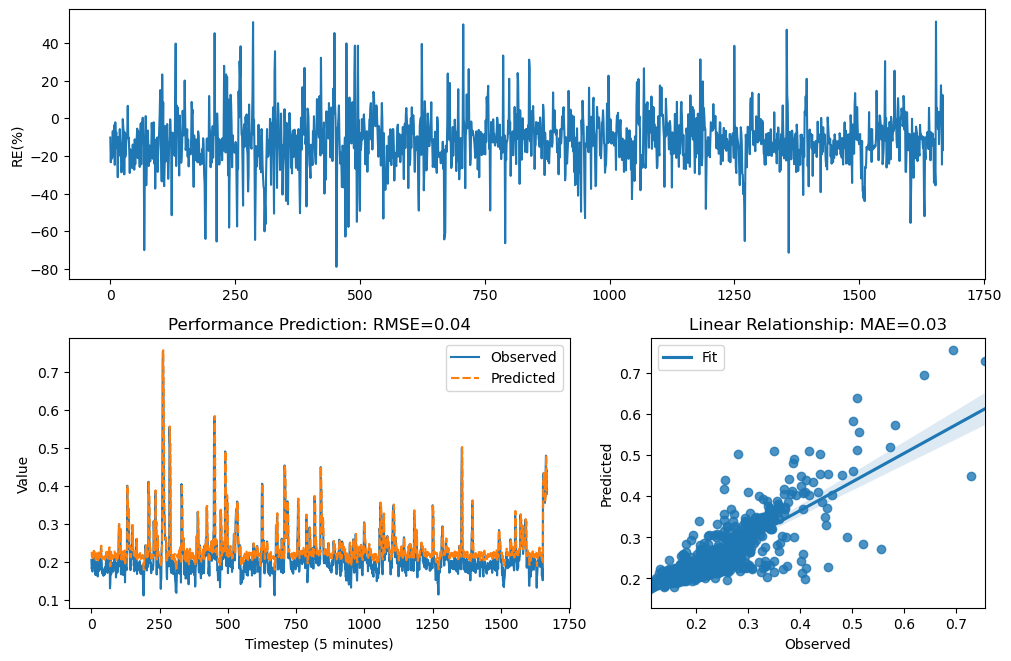 RE(%)
40
20
0
−20
−40
−60
−80
0 250 500 750 1000 1250 1500 1750
Performance Prediction: RMSE=0.04
Value
0.7
0.6
0.5
0.4
0.3
0.2
0.1
Observed
Predicted
0 250 500 750 1000 1250 1500 1750
Timestep (5 minutes)
Linear Relationship: MAE=0.03
Predicted
0.7
0.6
0.5
0.4
0.3
0.2
Fit
0.2 0.3 0.4 0.5 0.6 0.7
Observed